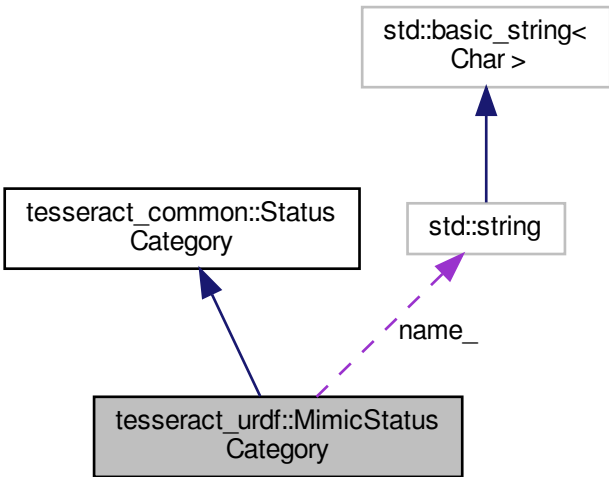 std::basic_string<
Char >
tesseract_common::Status
Category
std::string
name_
tesseract_urdf::MimicStatus
Category